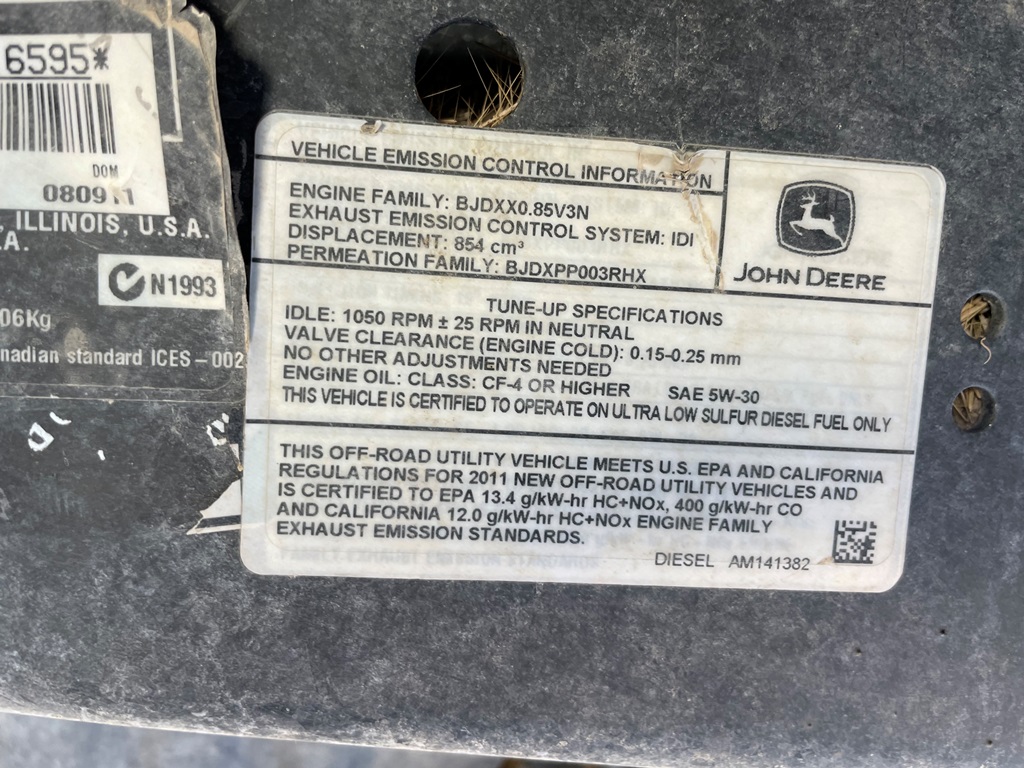 6595*
DOM
080911
, ILLINOIS, U.S.A.
.A.
N1993
06Kg
nadian standard ICES-002
VEHICLE EMISSION CONTROL INFORMATION
ENGINE FAMILY: BJDXX0.85V3N
EXHAUST EMISSION CONTROL SYSTEM: IDI
DISPLACEMENT: 854 cm³
PERMEATION FAMILY: BJDXPP003RHX
JOHN DEERE
TUNE-UP SPECIFICATIONS
IDLE: 1050 RPM ± 25 RPM IN NEUTRAL
VALVE CLEARANCE (ENGINE COLD): 0.15-0.25 mm
NO OTHER ADJUSTMENTS NEEDED
ENGINE OIL: CLASS: CF-4 OR HIGHER SAE 5W-30
THIS VEHICLE IS CERTIFIED TO OPERATE ON ULTRA LOW SULFUR DIESEL FUEL ONLY
THIS OFF-ROAD UTILITY VEHICLE MEETS U.S. EPA AND CALIFORNIA
REGULATIONS FOR 2011 NEW OFF-ROAD UTILITY VEHICLES AND
IS CERTIFIED TO EPA 13.4 g/kW-hr HC+NOx, 400 g/kW-hr CO
AND CALIFORNIA 12.0 g/kW-hr HC+NOx ENGINE FAMILY
EXHAUST EMISSION STANDARDS.
DIESEL AM141382